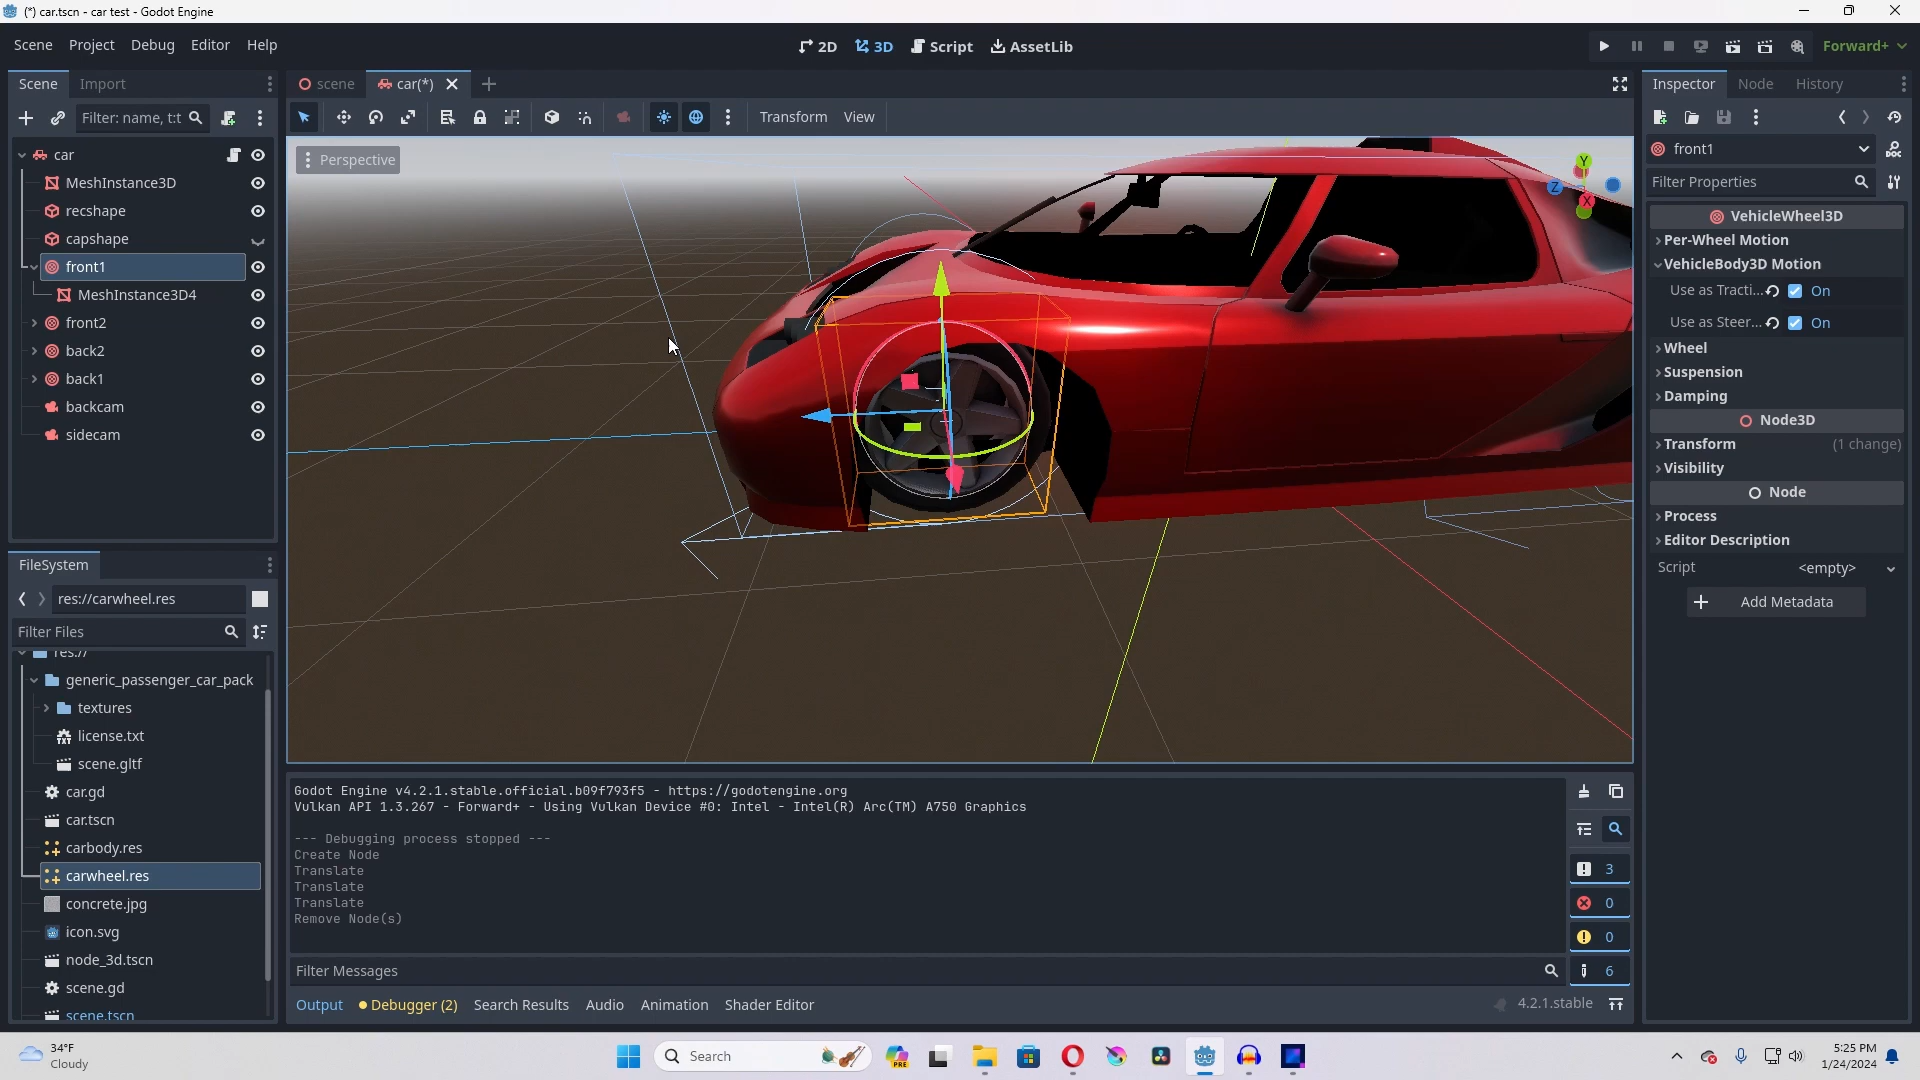 (*) car.tscn - car test - Godot Engine
Scene Project Debug Editor Help
2D 3D Script AssetLib
Forward+
Scene Import
scene car(*)
Inspector Node History
Filter: name, t:t
Transform View
Perspective
Y
Z
X
car
MeshInstance3D
recshape
capshape
front1
MeshInstance3D4
front2
back2
back1
backcam
sidecam
FileSystem
res://carwheel.res
Filter Files
res://
generic_passenger_car_pack
textures
license.txt
scene.gltf
car.gd
car.tscn
carbody.res
carwheel.res
concrete.jpg
icon.svg
node_3d.tscn
scene.gd
scene.tscn
Godot Engine v4.2.1.stable.official.b09f793f5 - https://godotengine.org
Vulkan API 1.3.267 - Forward+ - Using Vulkan Device #0: Intel - Intel(R) Arc(TM) A750 Graphics
--- Debugging process stopped ---
Create Node
Translate
Translate
Translate
Remove Node(s)
3
0
0
6
Filter Messages
Output Debugger (2) Search Results Audio Animation Shader Editor
4.2.1.stable
front1
DOC
Filter Properties
VehicleWheel3D
Per-Wheel Motion
VehicleBody3D Motion
Use as Tracti... On
Use as Steer... On
Wheel
Suspension
Damping
Node3D
Transform (1 change)
Visibility
Node
Process
Editor Description
Script <empty>
Add Metadata
34°F
Cloudy
Search
PRE
5:25 PM
1/24/2024